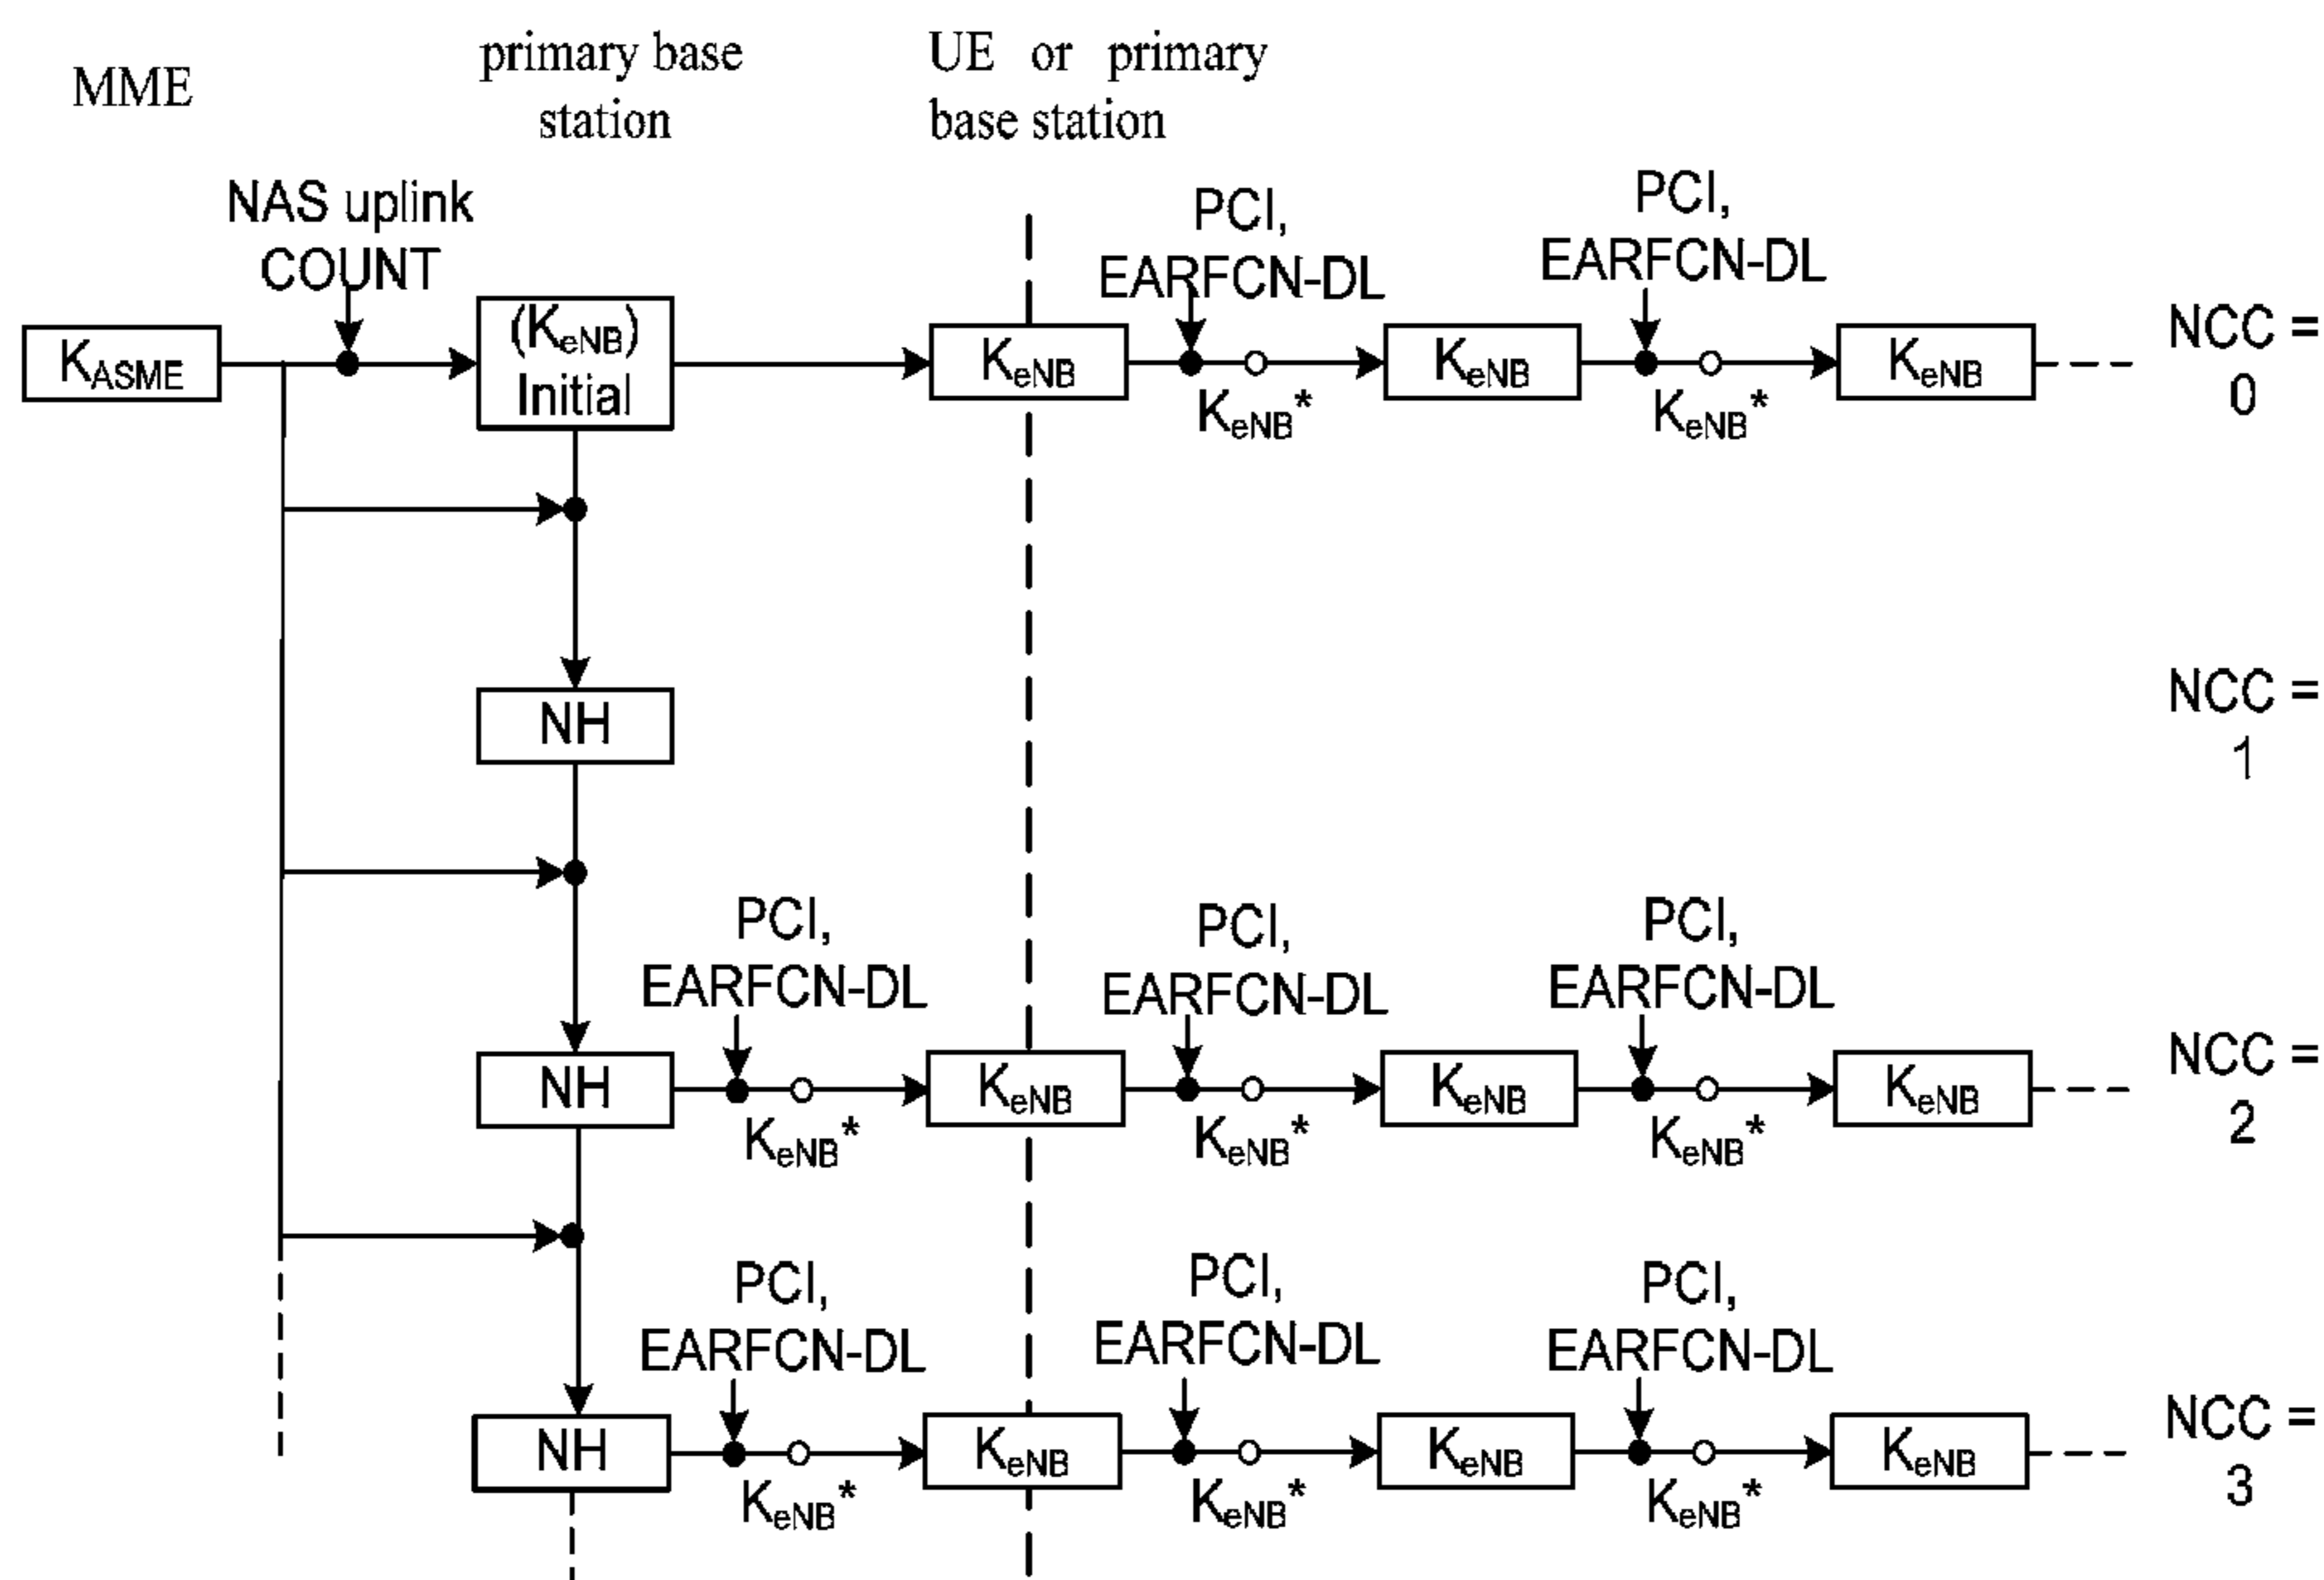 MME
primary base
station
UE or primary
base station
NAS uplink
COUNT
PCI,
EARFCN-DL
PCI,
EARFCN-DL
KASME
(KeNB)
Initial
KeNB
KeNB*
KeNB
KeNB*
KeNB
NCC =
0
NH
NCC =
1
PCI,
EARFCN-DL
PCI,
EARFCN-DL
PCI,
EARFCN-DL
NH
KeNB*
KeNB
KeNB*
KeNB
KeNB*
KeNB
NCC =
2
PCI,
EARFCN-DL
PCI,
EARFCN-DL
PCI,
EARFCN-DL
NH
KeNB*
KeNB
KeNB*
KeNB
KeNB*
KeNB
NCC =
3